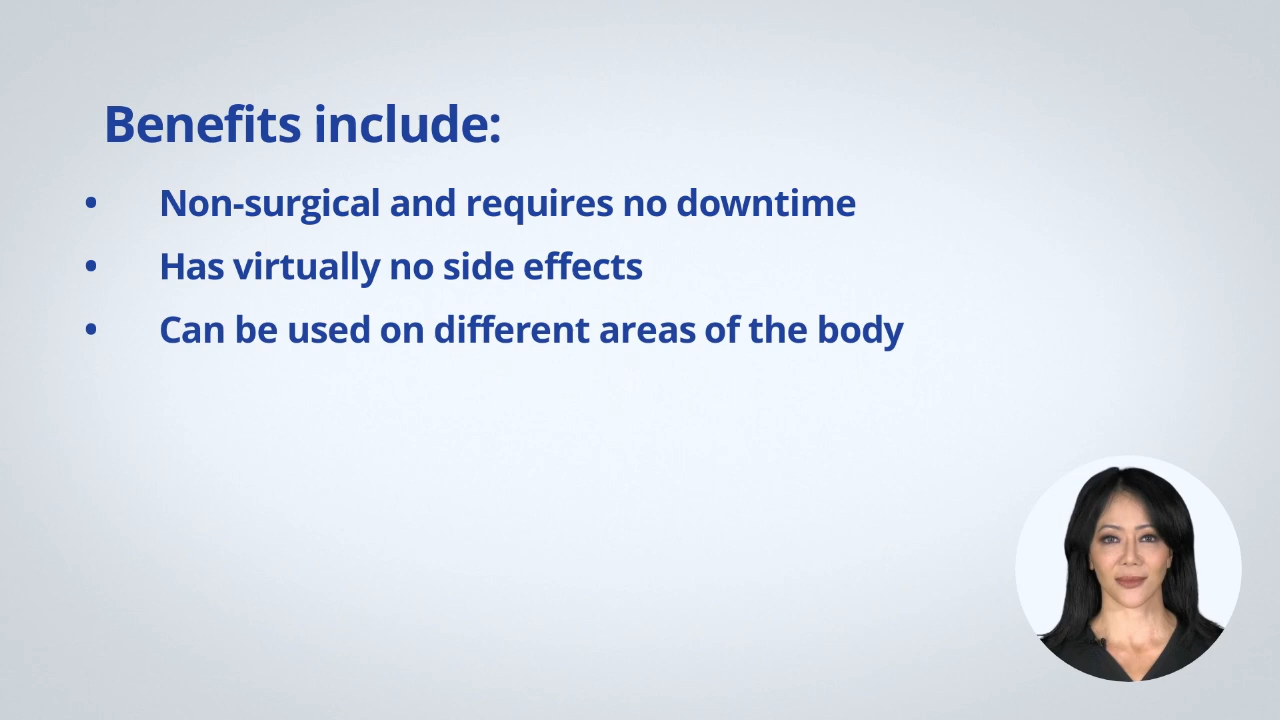 Benefits include:
• Non-surgical and requires no downtime
• Has virtually no side effects
• Can be used on different areas of the body